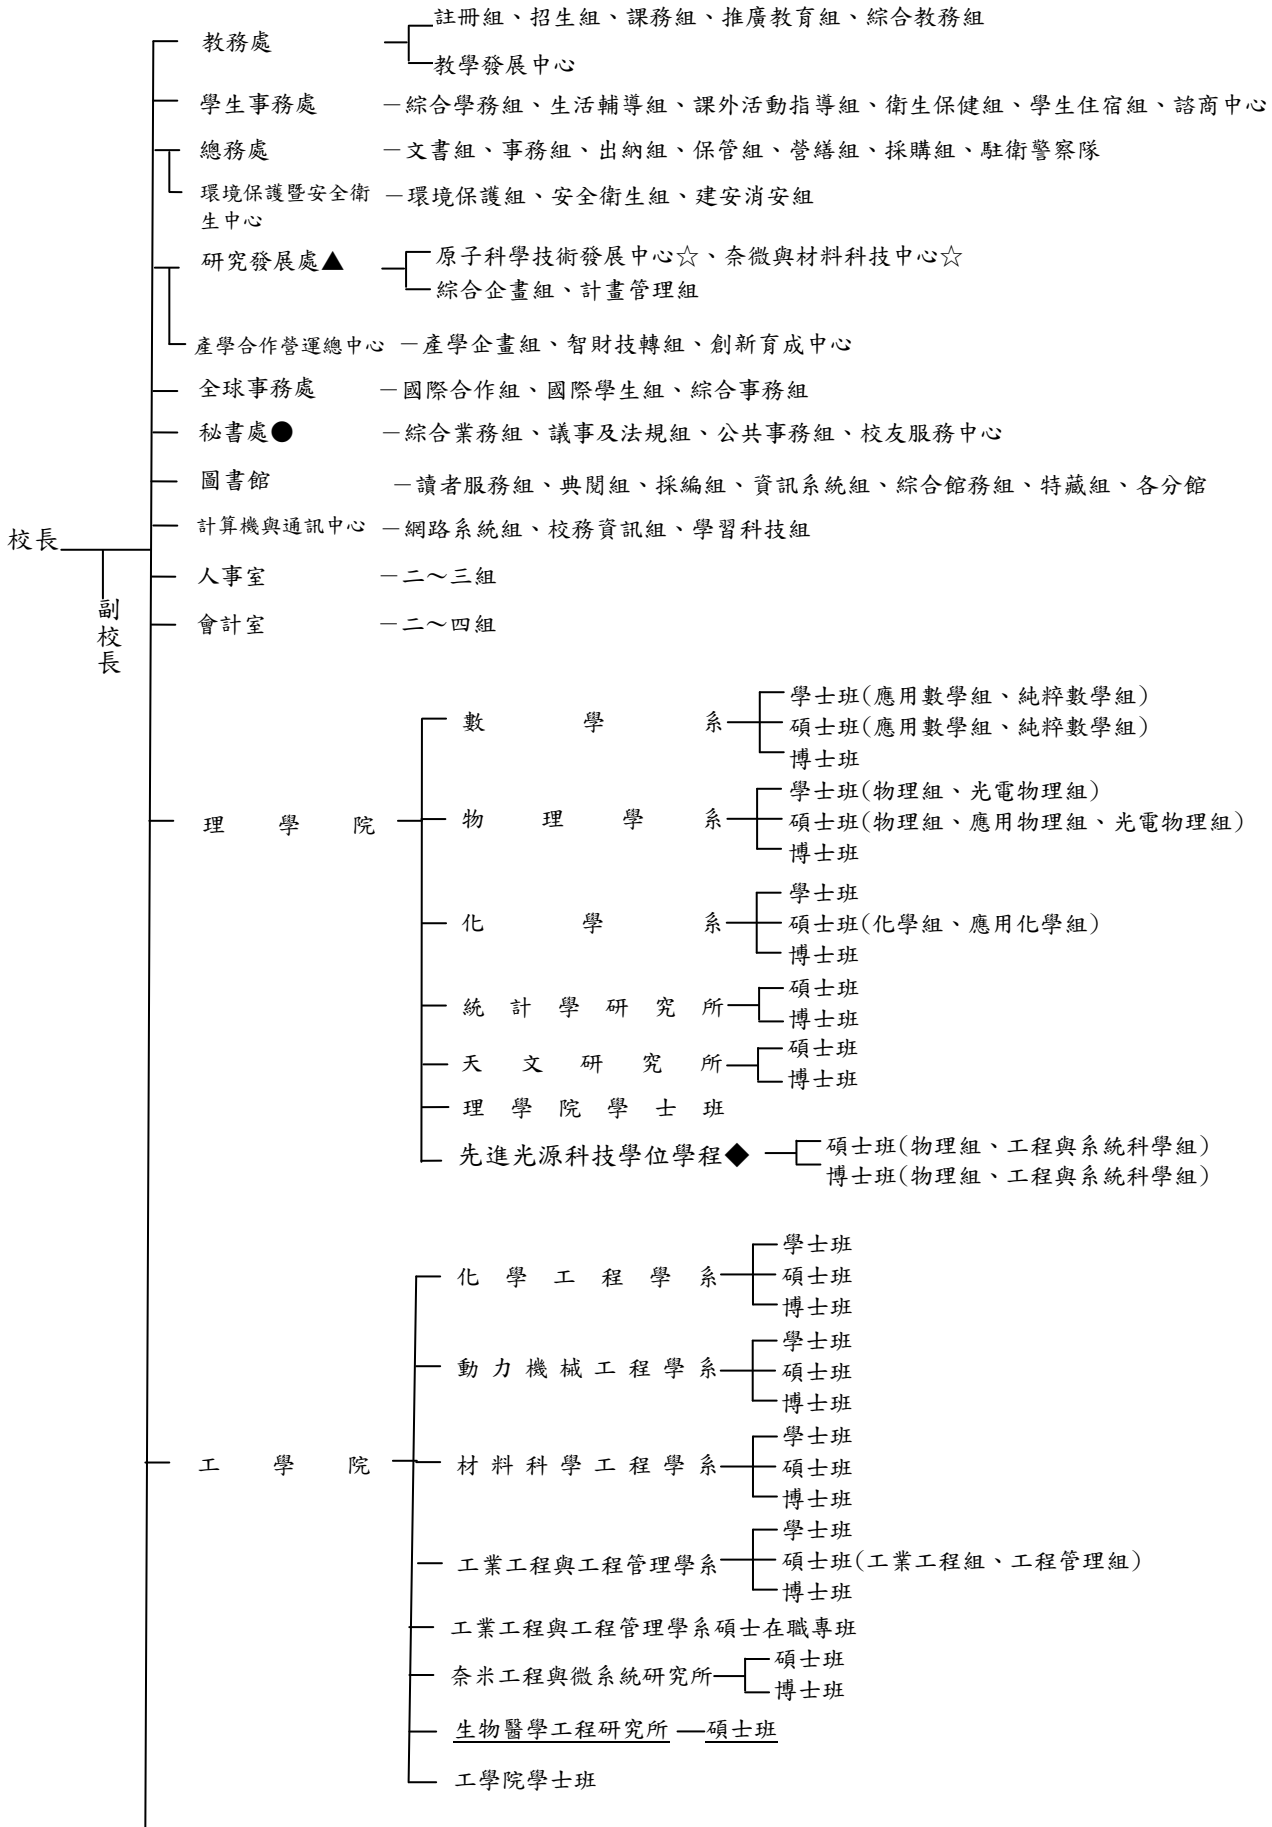 註冊組、招生組、課務組、推廣教育組、綜合教務組
教務處
教學發展中心
學生事務處 －綜合學務組、生活輔導組、課外活動指導組、衛生保健組、學生住宿組、諮商中心
總務處 －文書組、事務組、出納組、保管組、營繕組、採購組、駐衛警察隊
環境保護暨安全衛 －環境保護組、安全衛生組、建安消安組
生中心
研究發展處▲ 原子科學技術發展中心☆、奈微與材料科技中心☆
綜合企畫組、計畫管理組
產學合作營運總中心 －產學企畫組、智財技轉組、創新育成中心
全球事務處 －國際合作組、國際學生組、綜合事務組
秘書處● －綜合業務組、議事及法規組、公共事務組、校友服務中心
圖書館 －讀者服務組、典閱組、採編組、資訊系統組、綜合館務組、特藏組、各分館
計算機與通訊中心 －網路系統組、校務資訊組、學習科技組
校長
人事室 －二～三組
副校長
會計室 －二～四組
學士班(應用數學組、純粹數學組)
數學系 碩士班(應用數學組、純粹數學組)
博士班
學士班(物理組、光電物理組)
理學院 物理學系 碩士班(物理組、應用物理組、光電物理組)
博士班
學士班
化學系 碩士班(化學組、應用化學組)
博士班
碩士班
統計學研究所
博士班
碩士班
天文研究所
博士班
理學院學士班
先進光源科技學位學程◆ 碩士班(物理組、工程與系統科學組)
博士班(物理組、工程與系統科學組)
學士班
化學工程學系 碩士班
博士班
學士班
動力機械工程學系 碩士班
博士班
學士班
工學院 材料科學工程學系 碩士班
博士班
學士班
工業工程與工程管理學系 碩士班(工業工程組、工程管理組)
博士班
工業工程與工程管理學系碩士在職專班
碩士班
奈米工程與微系統研究所
博士班
生物醫學工程研究所 碩士班
工學院學士班